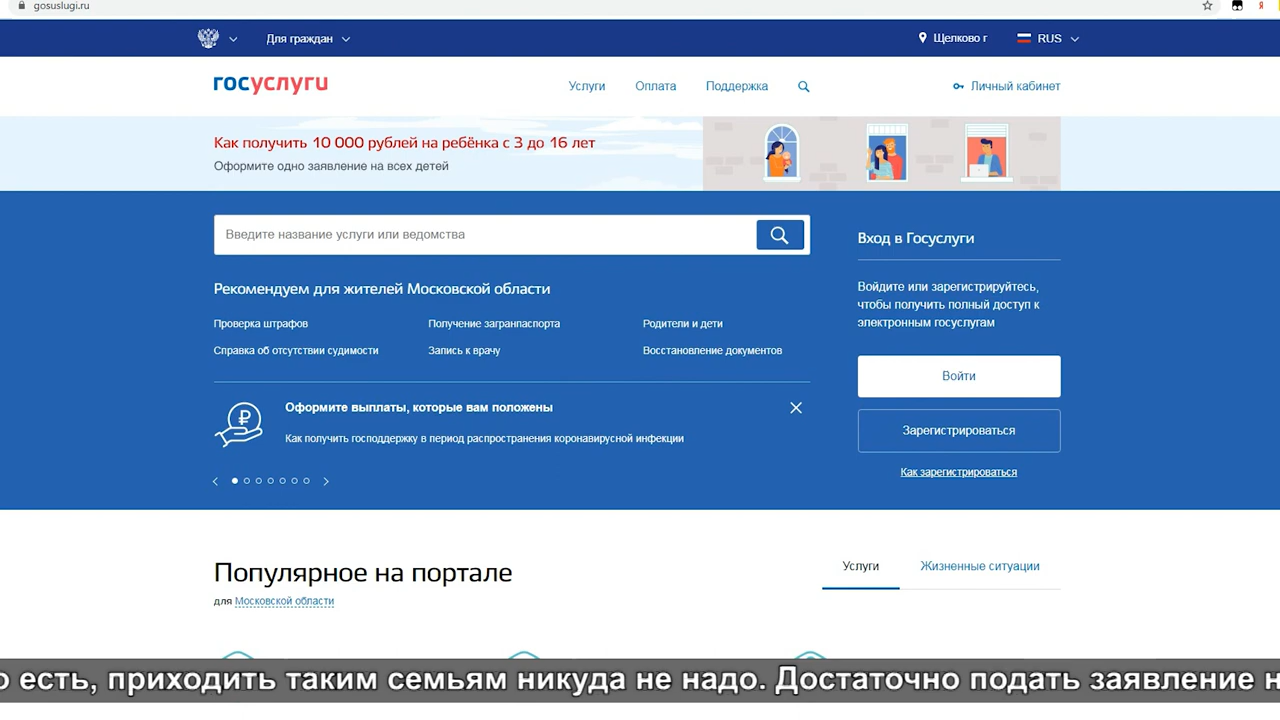 gosuslugi.ru
Для граждан
Щелково г
RUS
госуслуги
Услуги
Оплата
Поддержка
Личный кабинет
Как получить 10 000 рублей на ребёнка с 3 до 16 лет
Оформите одно заявление на всех детей
Введите название услуги или ведомства
Рекомендуем для жителей Московской области
Проверка штрафов
Получение загранпаспорта
Родители и дети
Справка об отсутствии судимости
Запись к врачу
Восстановление документов
Оформите выплаты, которые вам положены
Как получить господдержку в период распространения коронавирусной инфекции
Вход в Госуслуги
Войдите или зарегистрируйтесь,
чтобы получить полный доступ к
электронным госуслугам
Войти
Зарегистрироваться
Как зарегистрироваться
Популярное на портале
для Московской области
Услуги
Жизненные ситуации
о есть, приходить таким семьям никуда не надо. Достаточно подать заявление н